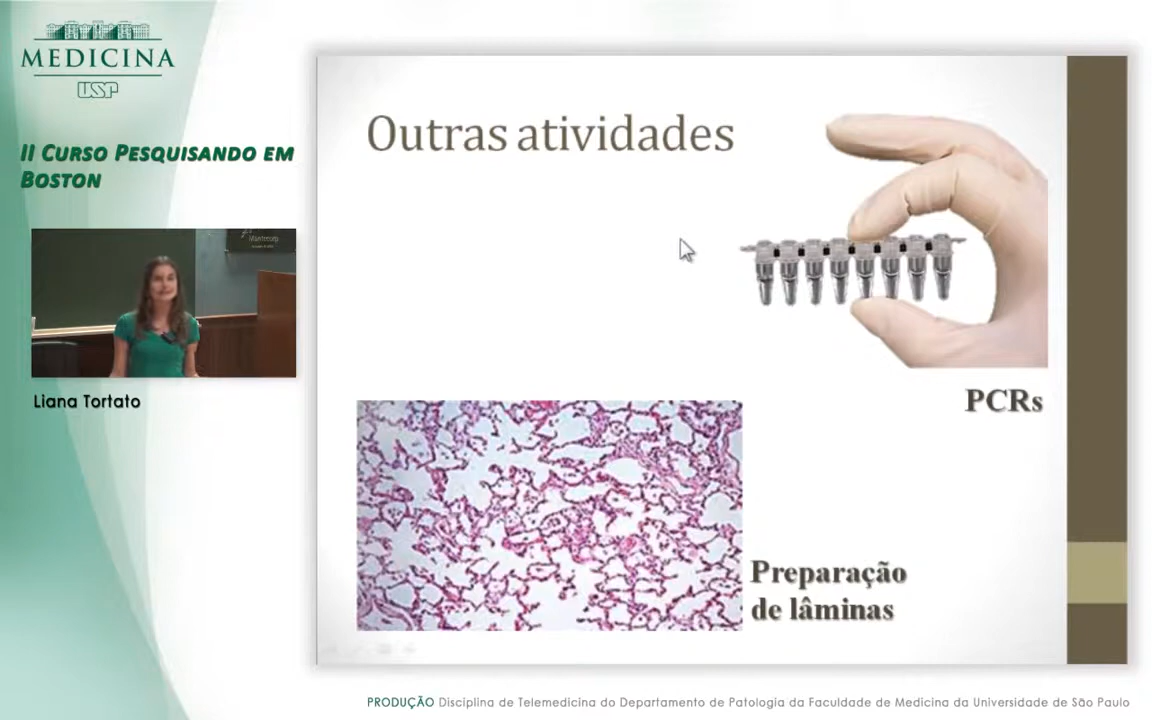 MEDICINA
USP
II CURSO PESQUISANDO EM
BOSTON
Mantecorp
Liana Tortato
Outras atividades
PCRs
Preparação
de lâminas
PRODUÇÃO Disciplina de Telemedicina do Departamento de Patologia da Faculdade de Medicina da Universidade de São Paulo